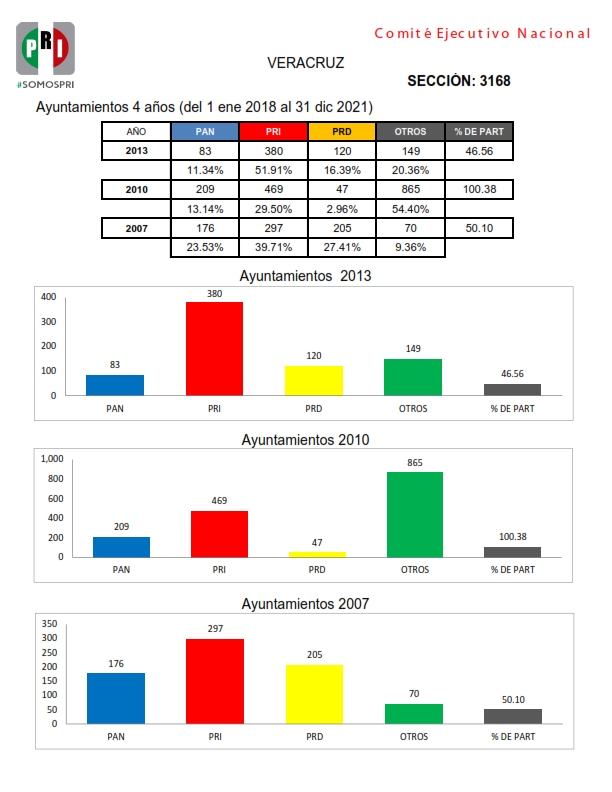 Comité Ejecutivo Nacional
PRI
#SOMOSPRI
VERACRUZ
SECCIÓN: 3168
Ayuntamientos 4 años (del 1 ene 2018 al 31 dic 2021)
AÑO PAN PRI PRD OTROS % DE PART
2013 83 380 120 149 46.56
11.34% 51.91% 16.39% 20.36%
2010 209 469 47 865 100.38
13.14% 29.50% 2.96% 54.40%
2007 176 297 205 70 50.10
23.53% 39.71% 27.41% 9.36%
Ayuntamientos 2013
400
300
200
100
0
83 380 120 149 46.56
PAN PRI PRD OTROS % DE PART
Ayuntamientos 2010
1,000
800
600
400
200
0
209 469 47 865 100.38
PAN PRI PRD OTROS % DE PART
Ayuntamientos 2007
350
300
250
200
150
100
50
0
176 297 205 70 50.10
PAN PRI PRD OTROS % DE PART